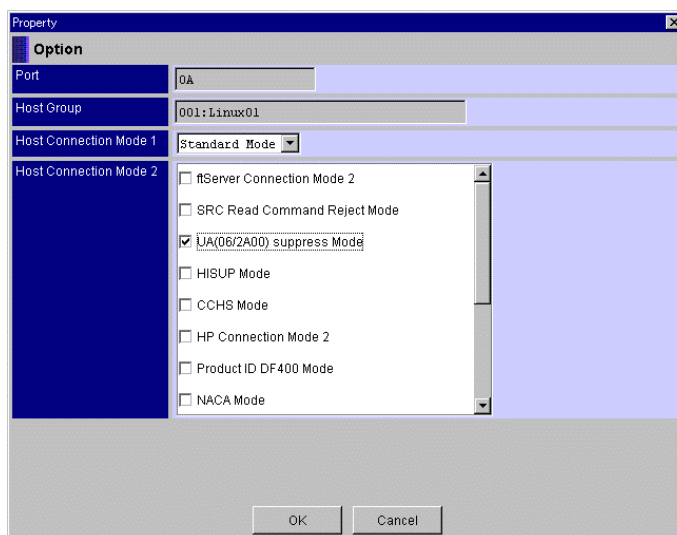 Property
Option
Port
0A
Host Group
001:Linux01
Host Connection Mode 1
Standard Mode
Host Connection Mode 2
ftServer Connection Mode 2
SRC Read Command Reject Mode
UA(06/2A00) suppress Mode
HISUP Mode
CCHS Mode
HP Connection Mode 2
Product ID DF400 Mode
NACA Mode
OK
Cancel